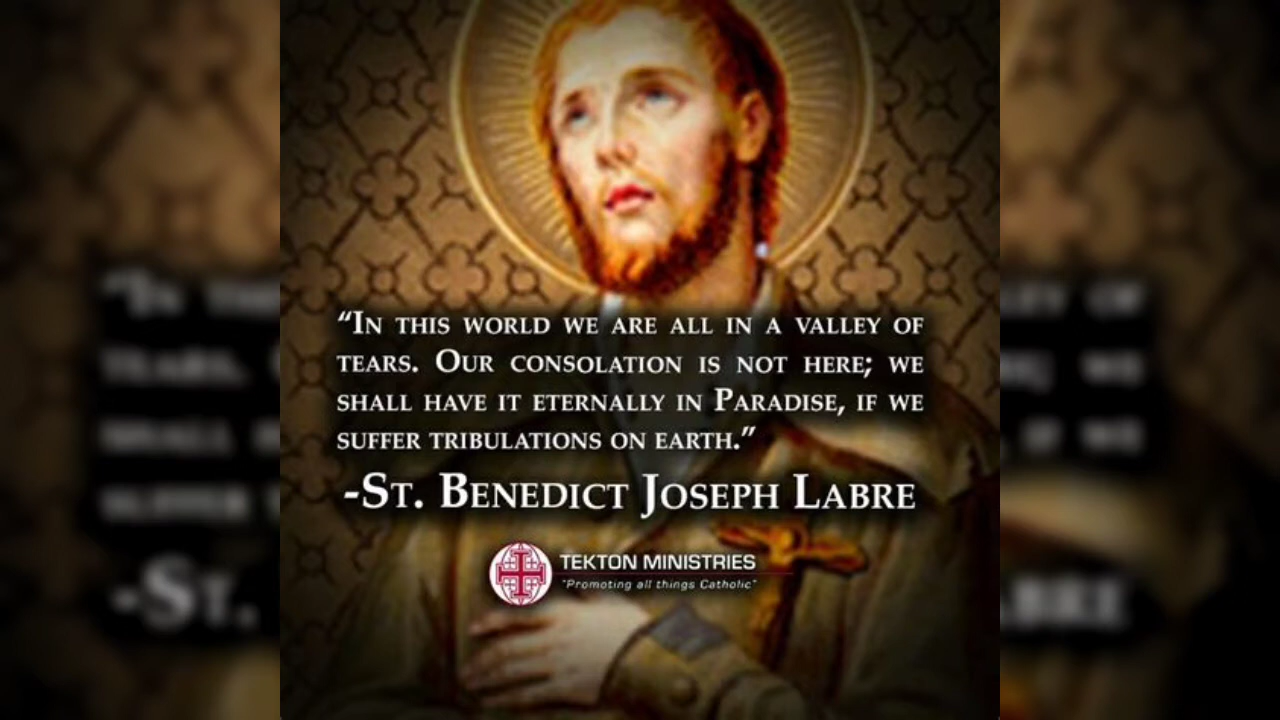 “In this world we are all in a valley of
tears. Our consolation is not here; we
shall have it eternally in Paradise, if we
suffer tribulations on earth.”
-St. Benedict Joseph Labre
TEKTON MINISTRIES
"Promoting all things Catholic"